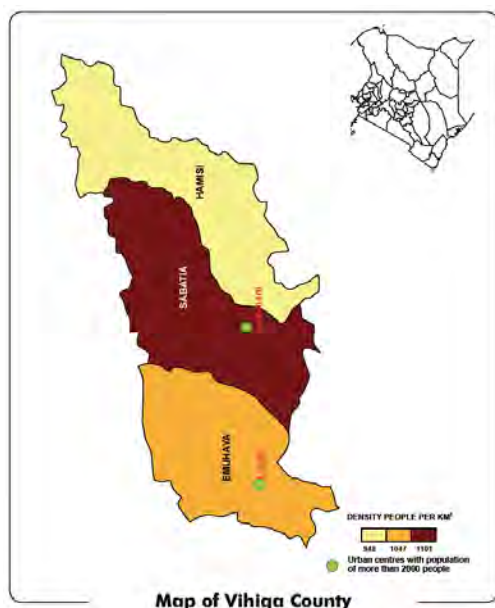 HAMISI
SABATIA
EMUHAYA
DENSITY PEOPLE PER KM²
1047 1101
Urban centres with population
of more than 2000 people
Map of Vihiga County